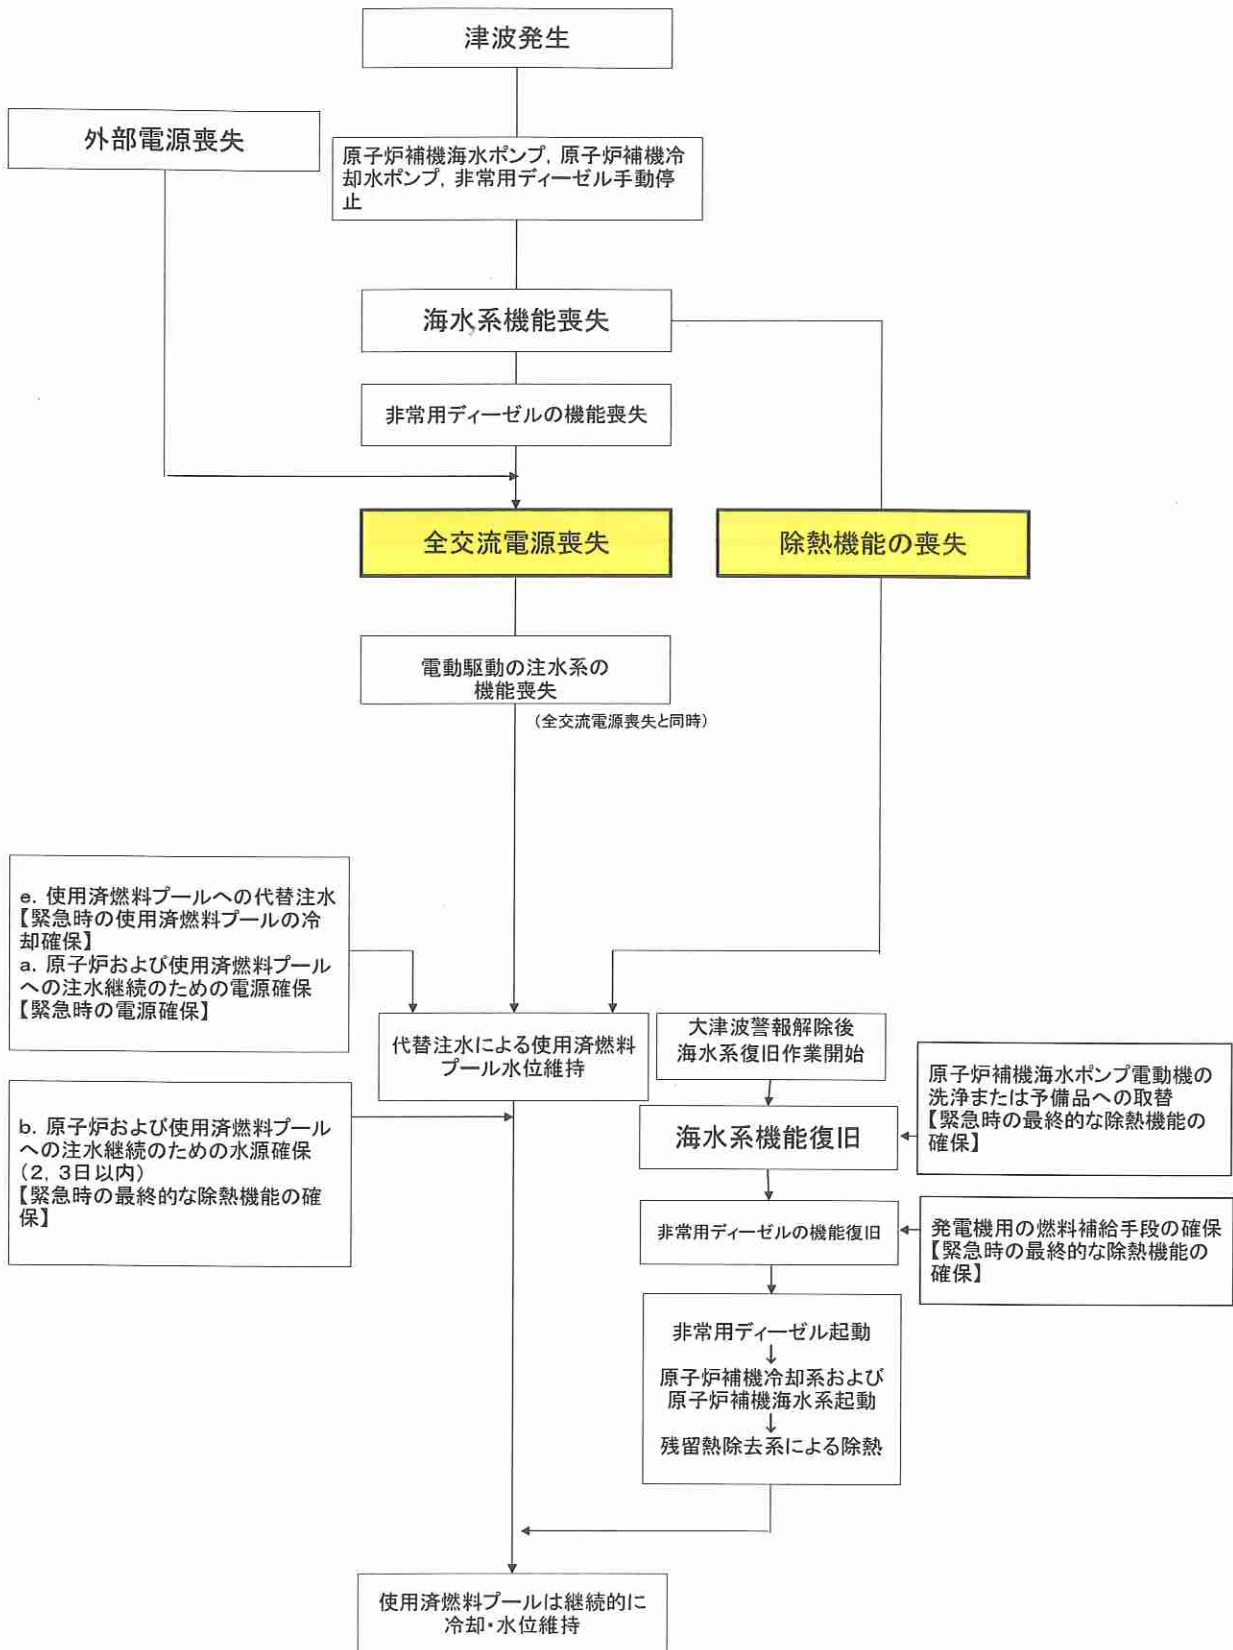 津波発生
外部電源喪失
原子炉補機海水ポンプ, 原子炉補機冷
却水ポンプ, 非常用ディーゼル手動停
止
海水系機能喪失
非常用ディーゼルの機能喪失
全交流電源喪失
除熱機能の喪失
電動駆動の注水系の
機能喪失
(全交流電源喪失と同時)
e. 使用済燃料プールへの代替注水
【緊急時の使用済燃料プールの冷
却確保】
a. 原子炉および使用済燃料プール
への注水継続のための電源確保
【緊急時の電源確保】
代替注水による使用済燃料
プール水位維持
大津波警報解除後
海水系復旧作業開始
原子炉補機海水ポンプ電動機の
洗浄または予備品への取替
【緊急時の最終的な除熱機能の
確保】
b. 原子炉および使用済燃料プール
への注水継続のための水源確保
(2, 3日以内)
【緊急時の最終的な除熱機能の確
保】
海水系機能復旧
非常用ディーゼルの機能復旧
発電機用の燃料補給手段の確保
【緊急時の最終的な除熱機能の
確保】
非常用ディーゼル起動
↓
原子炉補機冷却系および
原子炉補機海水系起動
↓
残留熱除去系による除熱
使用済燃料プールは継続的に
冷却・水位維持